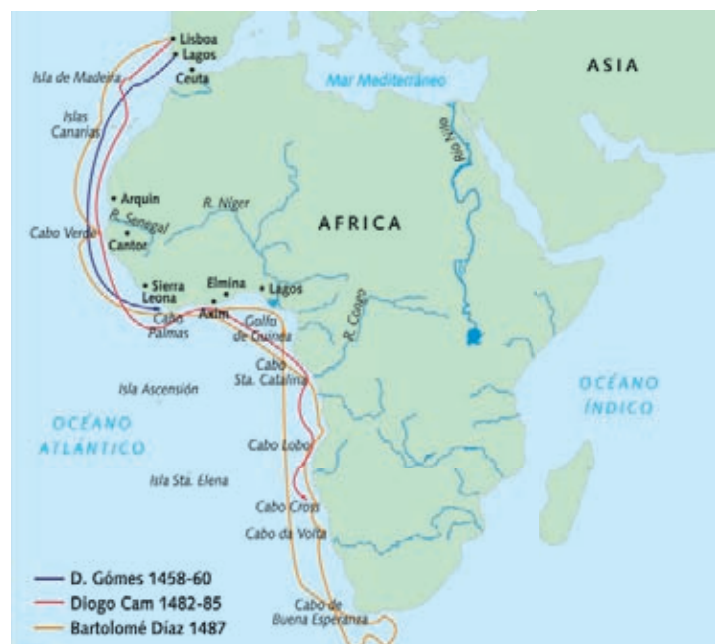 Lisboa
Lagos
Ceuta
Isla de Madeira
Mar Mediterráneo
ASIA
Islas
Canarias
Río Nilo
Arquin
R. Senegal
R. Níger
Cabo Verde
Cantor
AFRICA
Sierra
Leona
Elmina
Lagos
Axim
Cabo
Palmas
Golfo
de Guinea
R. Congo
Cabo
Sta. Catalina
Isla Ascensión
OCÉANO
ATLÁNTICO
OCÉANO
ÍNDICO
Cabo Lobo
Isla Sta. Elena
Cabo Cross
Cabo da Volta
D. Gómes 1458-60
Diogo Cam 1482-85
Bartolomé Díaz 1487
Cabo de
Buena Esperanza